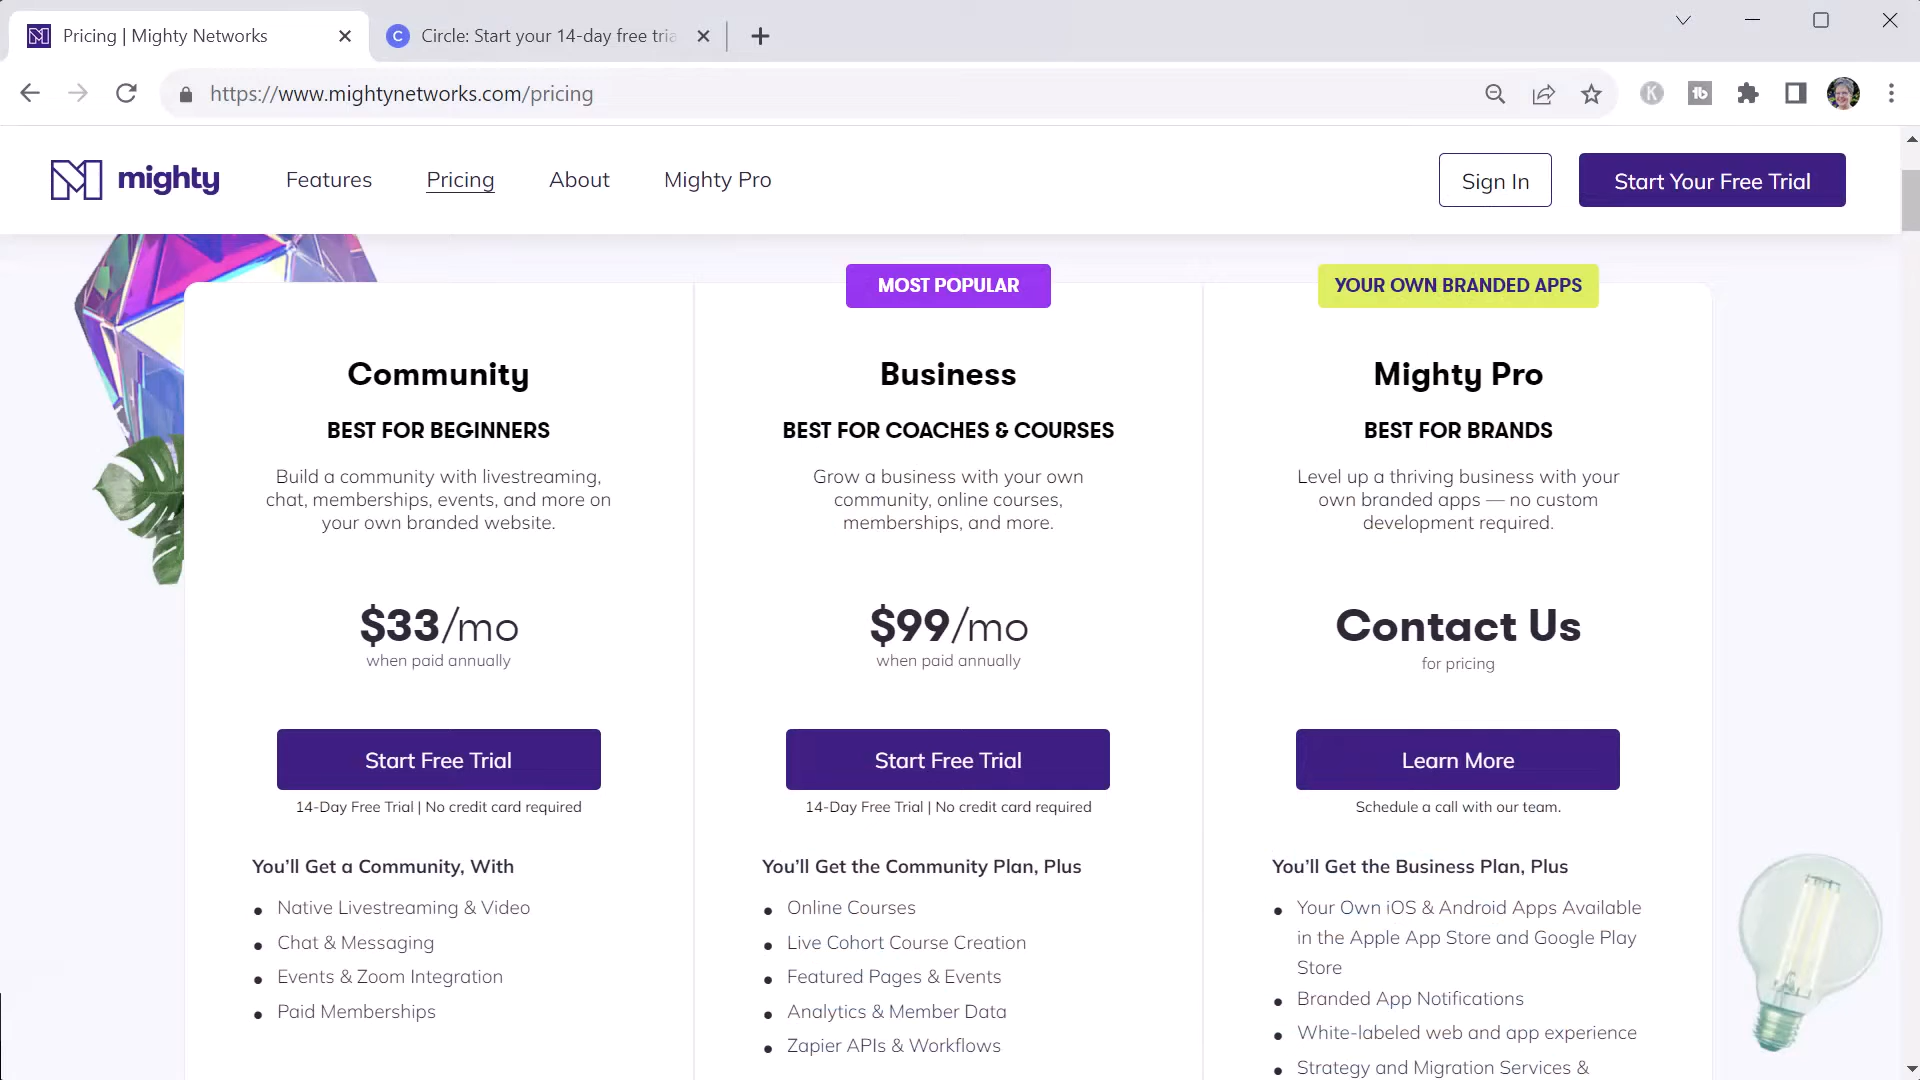 Pricing | Mighty Networks
Circle: Start your 14-day free tria
https://www.mightynetworks.com/pricing
mighty
Features
Pricing
About
Mighty Pro
Sign In
Start Your Free Trial
MOST POPULAR
YOUR OWN BRANDED APPS
Community
BEST FOR BEGINNERS
Build a community with livestreaming,
chat, memberships, events, and more on
your own branded website.
$33/mo
when paid annually
Start Free Trial
14-Day Free Trial | No credit card required
You'll Get a Community, With
• Native Livestreaming & Video
• Chat & Messaging
• Events & Zoom Integration
• Paid Memberships
Business
BEST FOR COACHES & COURSES
Grow a business with your own
community, online courses,
memberships, and more.
$99/mo
when paid annually
Start Free Trial
14-Day Free Trial | No credit card required
You'll Get the Community Plan, Plus
• Online Courses
• Live Cohort Course Creation
• Featured Pages & Events
• Analytics & Member Data
• Zapier APIs & Workflows
Mighty Pro
BEST FOR BRANDS
Level up a thriving business with your
own branded apps — no custom
development required.
Contact Us
for pricing
Learn More
Schedule a call with our team.
You'll Get the Business Plan, Plus
• Your Own iOS & Android Apps Available
in the Apple App Store and Google Play
Store
• Branded App Notifications
• White-labeled web and app experience
• Strategy and Migration Services &